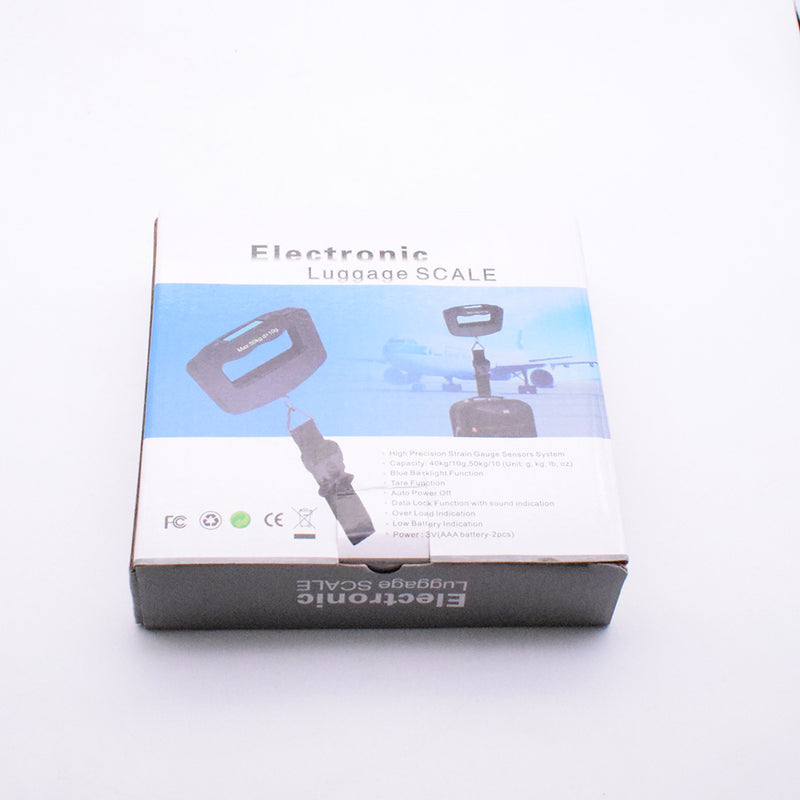 Electronic
Luggage SCALE
Max:50kg d=10g
High Precision Strain Gauge Sensors System
Capacity: 40kg/10g,50kg/10 (Unit: g, kg, lb, oz)
Blue Backlight Function
Tare Function
Auto Power Off
Data Lock Function with sound indication
Over Load Indication
Low Battery Indication
Power : 3V(AAA battery-2pcs)
FC CE
Electronic
Luggage SCALE